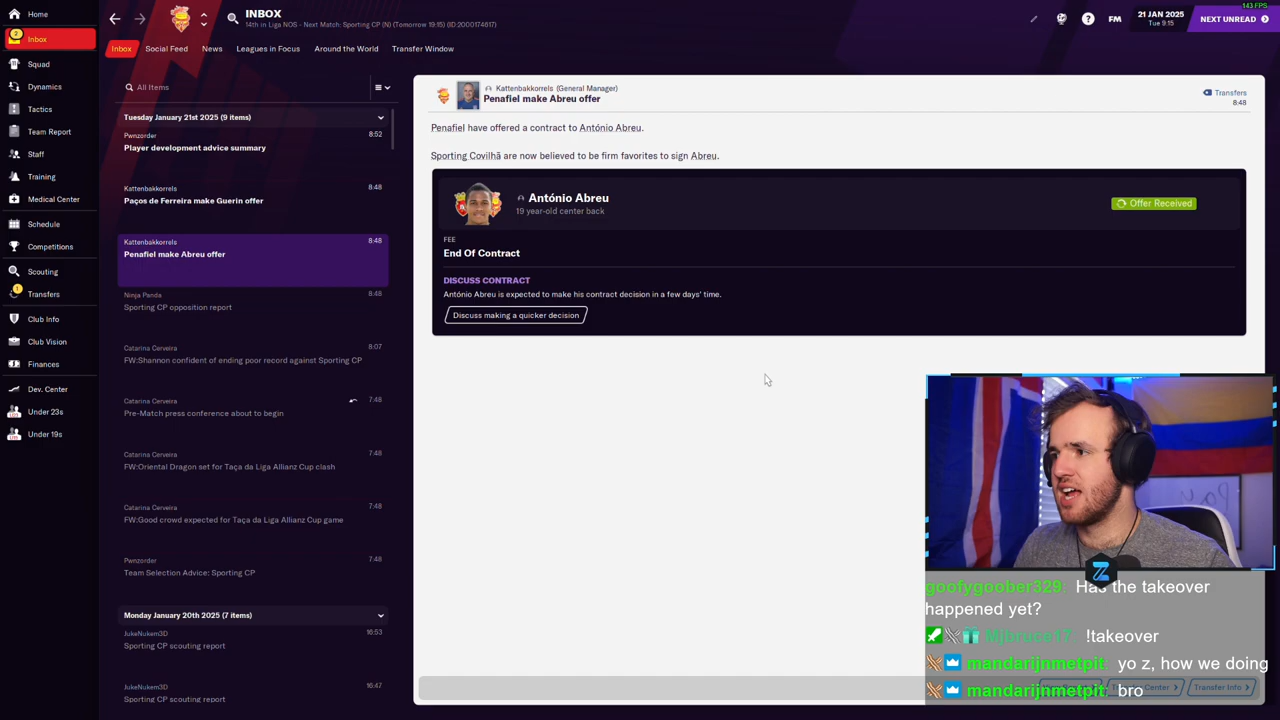 143 FPS
INBOX
14th in Liga NOS - Next Match: Sporting CP (N) (Tomorrow 19:15) (ID:2000174617)
FM
21 JAN 2025
Tue 9:15
NEXT UNREAD
Home
2
Inbox
Squad
Dynamics
Tactics
Team Report
Staff
Training
Medical Center
Schedule
Competitions
Scouting
1
Transfers
Club Info
Club Vision
Finances
Dev. Center
Under 23s
Under 19s
Inbox Social Feed News Leagues in Focus Around the World Transfer Window
All Items
Tuesday January 21st 2025 (9 items)
Pwnzorder 8:52
Player development advice summary
Kattenbakkorrels 8:48
Paços de Ferreira make Guerin offer
Kattenbakkorrels 8:48
Penafiel make Abreu offer
Ninja Panda 8:48
Sporting CP opposition report
Catarina Cerveira 8:07
FW:Shannon confident of ending poor record against Sporting CP
Catarina Cerveira 7:48
Pre-Match press conference about to begin
Catarina Cerveira 7:48
FW:Oriental Dragon set for Taça da Liga Allianz Cup clash
Catarina Cerveira 7:48
FW:Good crowd expected for Taça da Liga Allianz Cup game
Pwnzorder 7:48
Team Selection Advice: Sporting CP
Monday January 20th 2025 (7 items)
JukeNukem3D 16:53
Sporting CP scouting report
JukeNukem3D 16:47
Sporting CP scouting report
Kattenbakkorrels (General Manager)
Penafiel make Abreu offer
Transfers
8:48
Penafiel have offered a contract to António Abreu.
Sporting Covilhã are now believed to be firm favorites to sign Abreu.
António Abreu
19 year-old center back
Offer Received
FEE
End Of Contract
DISCUSS CONTRACT
António Abreu is expected to make his contract decision in a few days' time.
Discuss making a quicker decision
goofygoober329: Has the takeover
happened yet?
Mjbruce17: !takeover
mandarijnmetpit: yo z, how we doing
mandarijnmetpit: bro
Center
Transfer Info